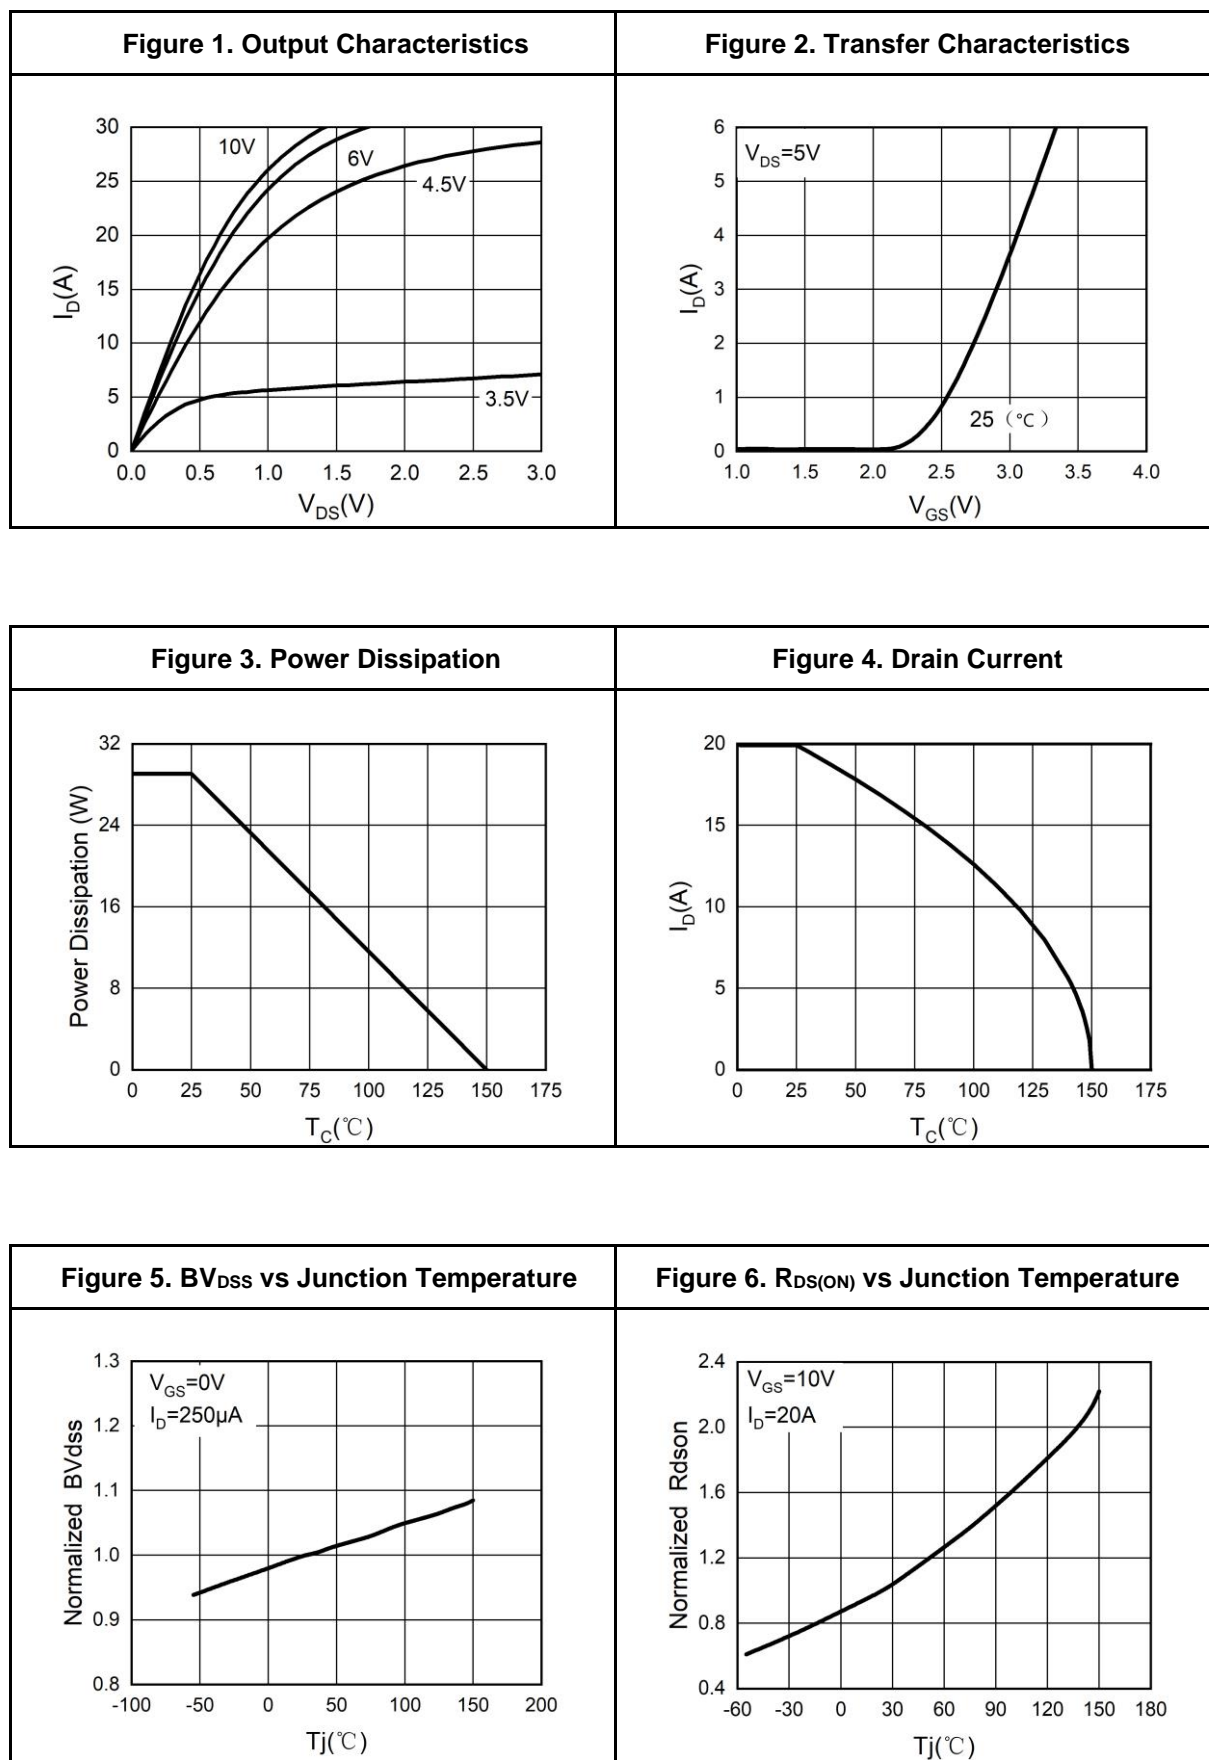 Figure 1. Output Characteristics
Figure 2. Transfer Characteristics
30
25
20
15
10
5
0
I_D(A)
10V
6V
4.5V
3.5V
0.0 0.5 1.0 1.5 2.0 2.5 3.0
V_DS(V)
6
5
4
3
2
1
0
I_D(A)
V_DS=5V
25（℃）
1.0 1.5 2.0 2.5 3.0 3.5 4.0
V_GS(V)
Figure 3. Power Dissipation
Figure 4. Drain Current
32
24
16
8
0
Power Dissipation (W)
0 25 50 75 100 125 150 175
T_C(℃)
20
15
10
5
0
I_D(A)
0 25 50 75 100 125 150 175
T_C(℃)
Figure 5. BV_DSS vs Junction Temperature
Figure 6. R_DS(ON) vs Junction Temperature
1.3
1.2
1.1
1.0
0.9
0.8
Normalized BVdss
V_GS=0V
I_D=250μA
-100 -50 0 50 100 150 200
Tj(℃)
2.4
2.0
1.6
1.2
0.8
0.4
Normalized Rdson
V_GS=10V
I_D=20A
-60 -30 0 30 60 90 120 150 180
Tj(℃)